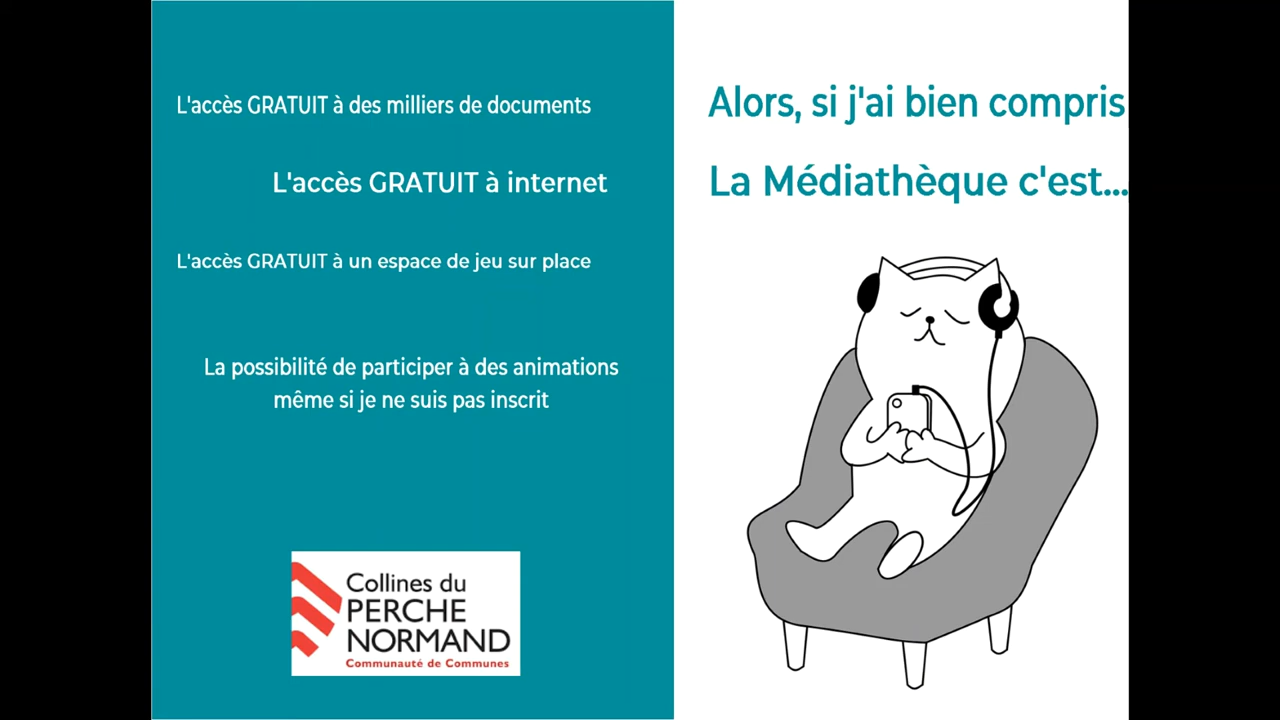 Alors, si j'ai bien compris
La Médiathèque c'est...
L'accès GRATUIT à des milliers de documents
L'accès GRATUIT à internet
L'accès GRATUIT à un espace de jeu sur place
La possibilité de participer à des animations
même si je ne suis pas inscrit
Collines du
PERCHE
NORMAND
Communauté de Communes